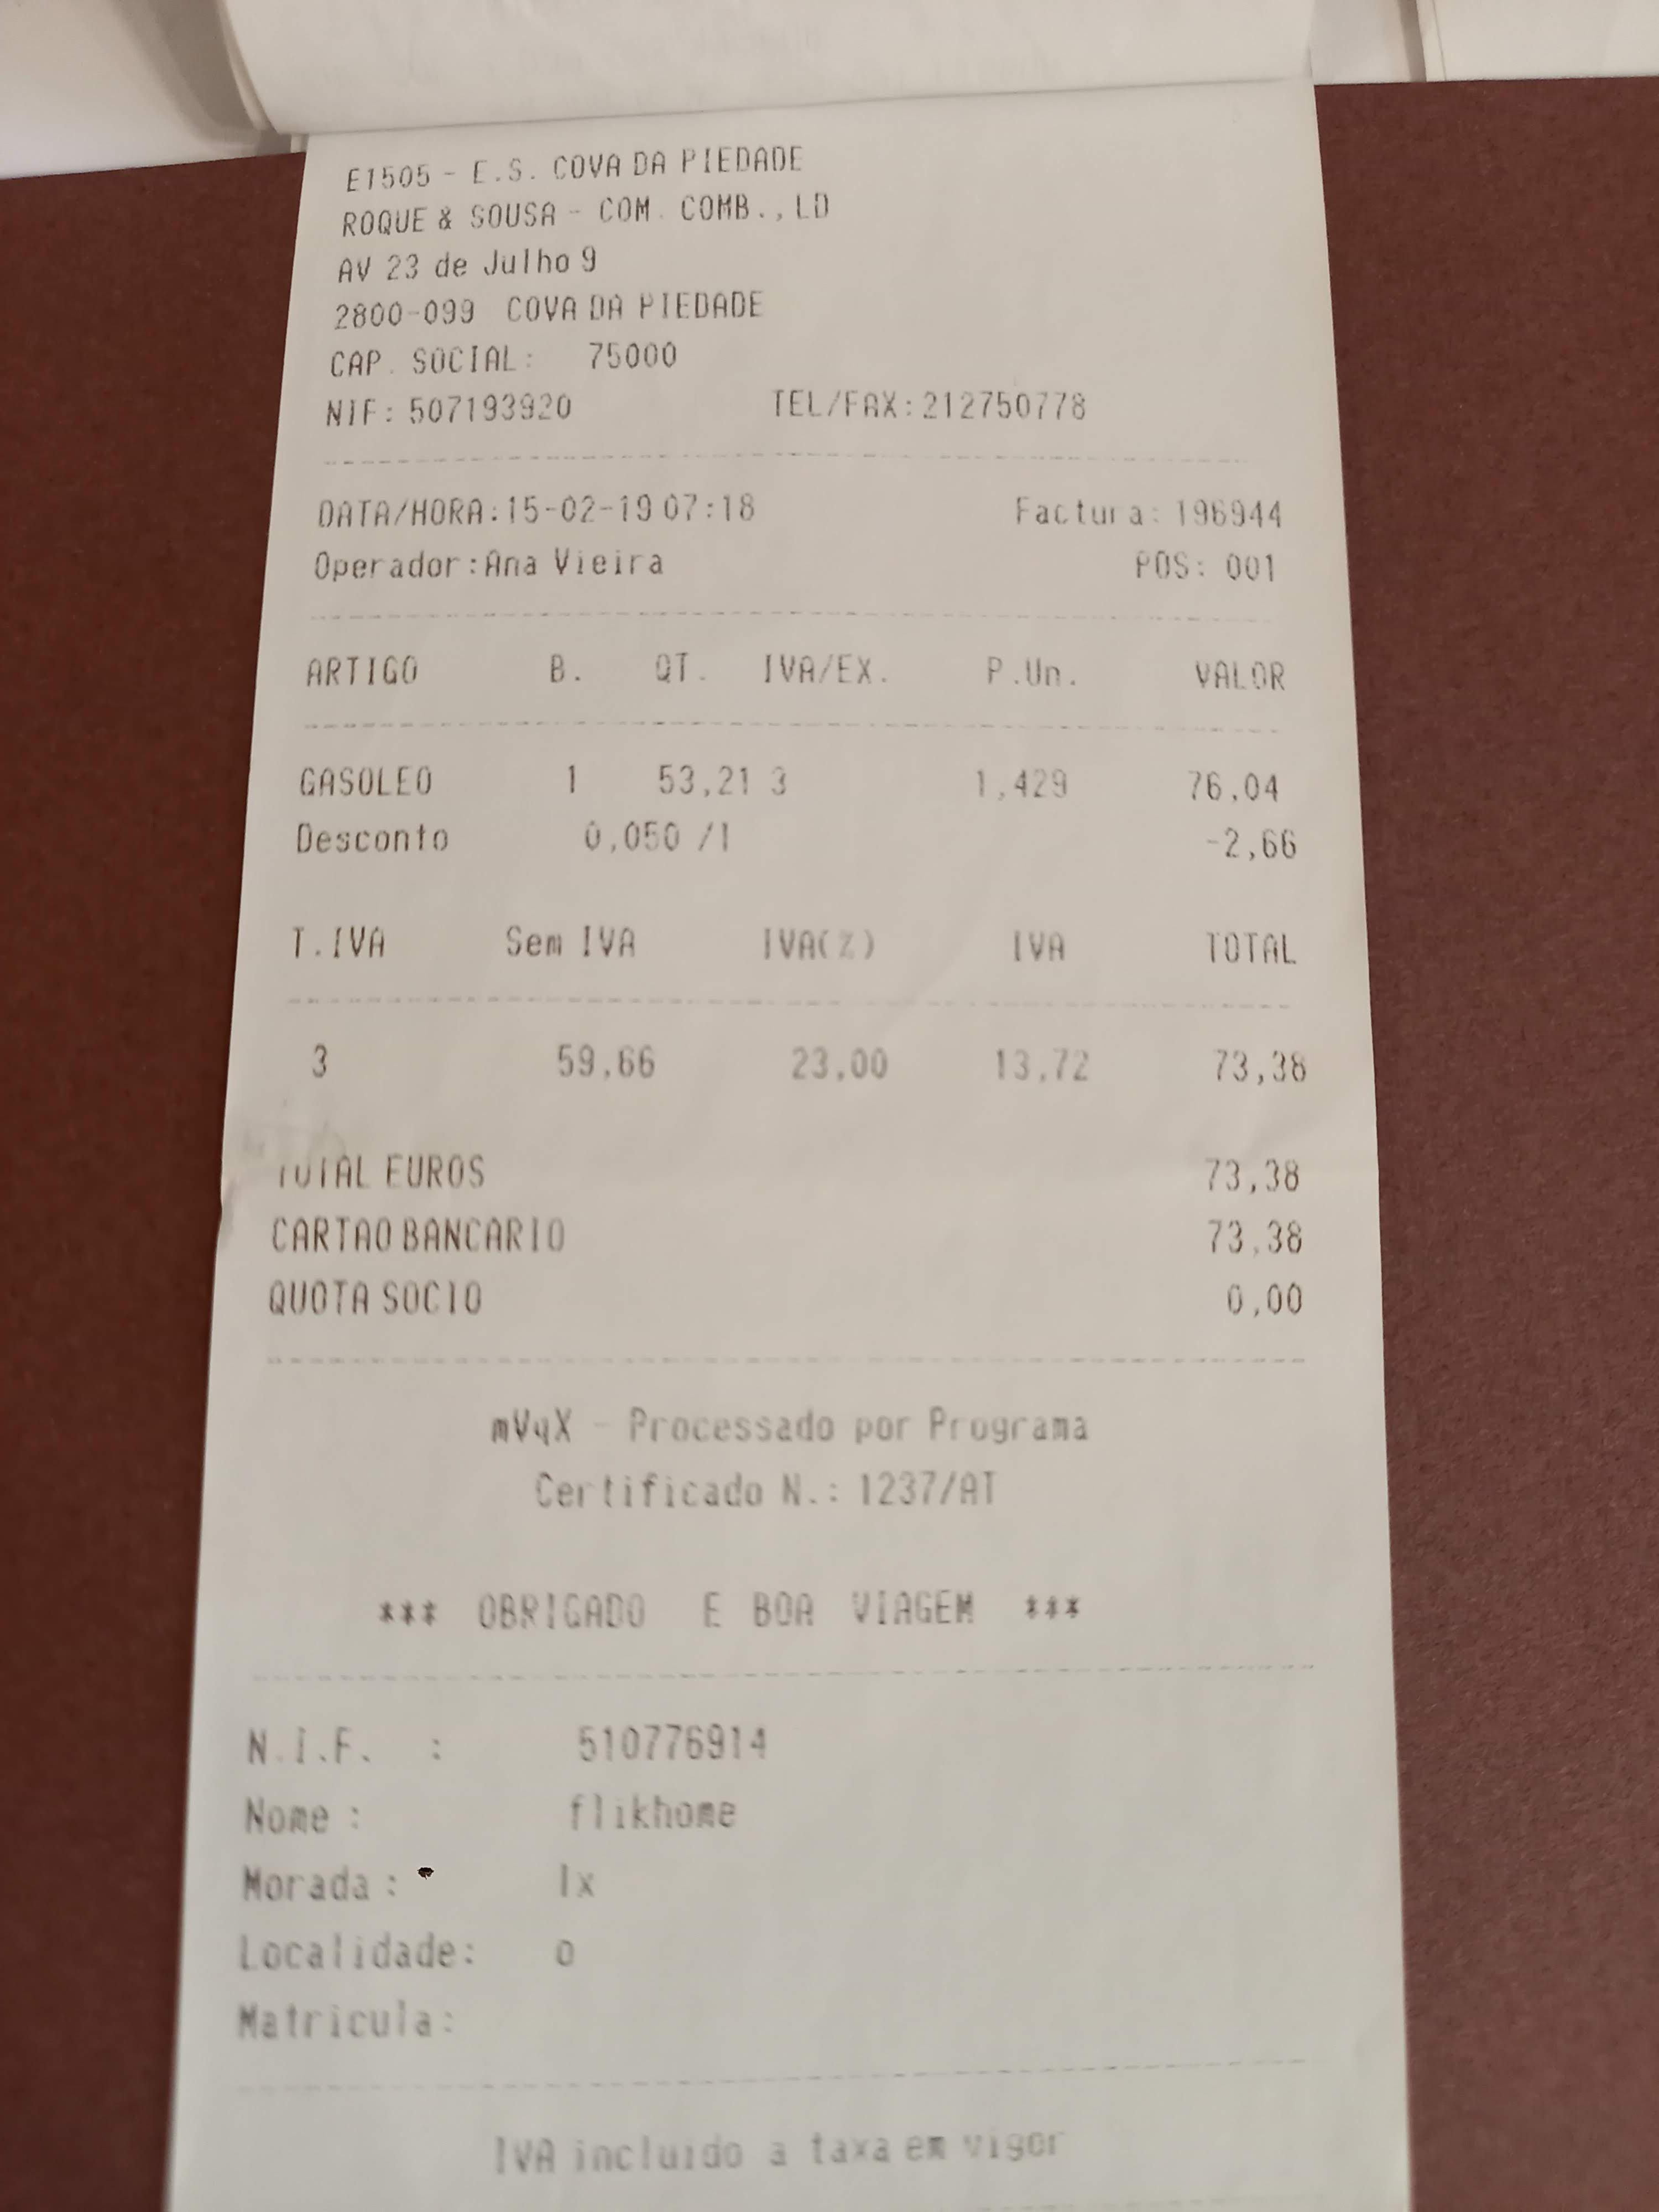 E1505 - E.S. COVA DA PIEDADE
ROQUE & SOUSA - COM. COMB., LD
AV 23 de Julho 9
2800-099 COVA DA PIEDADE
CAP. SOCIAL: 75000
NIF: 507193920 TEL/FAX:212750778
DATA/HORA:15-02-19 07:18 Factura: 196944
Operador:Ana Vieira POS: 001
ARTIGO B. QT. IVA/EX. P.Un. VALOR
GASOLEO 1 53,21 3 1,429 76,04
Desconto 0,050 /l -2,66
T.IVA Sem IVA IVA(%) IVA TOTAL
3 59,66 23,00 13,72 73,38
TOTAL EUROS 73,38
CARTAO BANCARIO 73,38
QUOTA SOCIO 0,00
mVqX - Processado por Programa
Certificado N.: 1237/AT
*** OBRIGADO E BOA VIAGEM ***
N.I.F. : 510776914
Nome : flikhome
Morada : lx
Localidade: o
Matricula:
IVA incluido a taxa em vigor